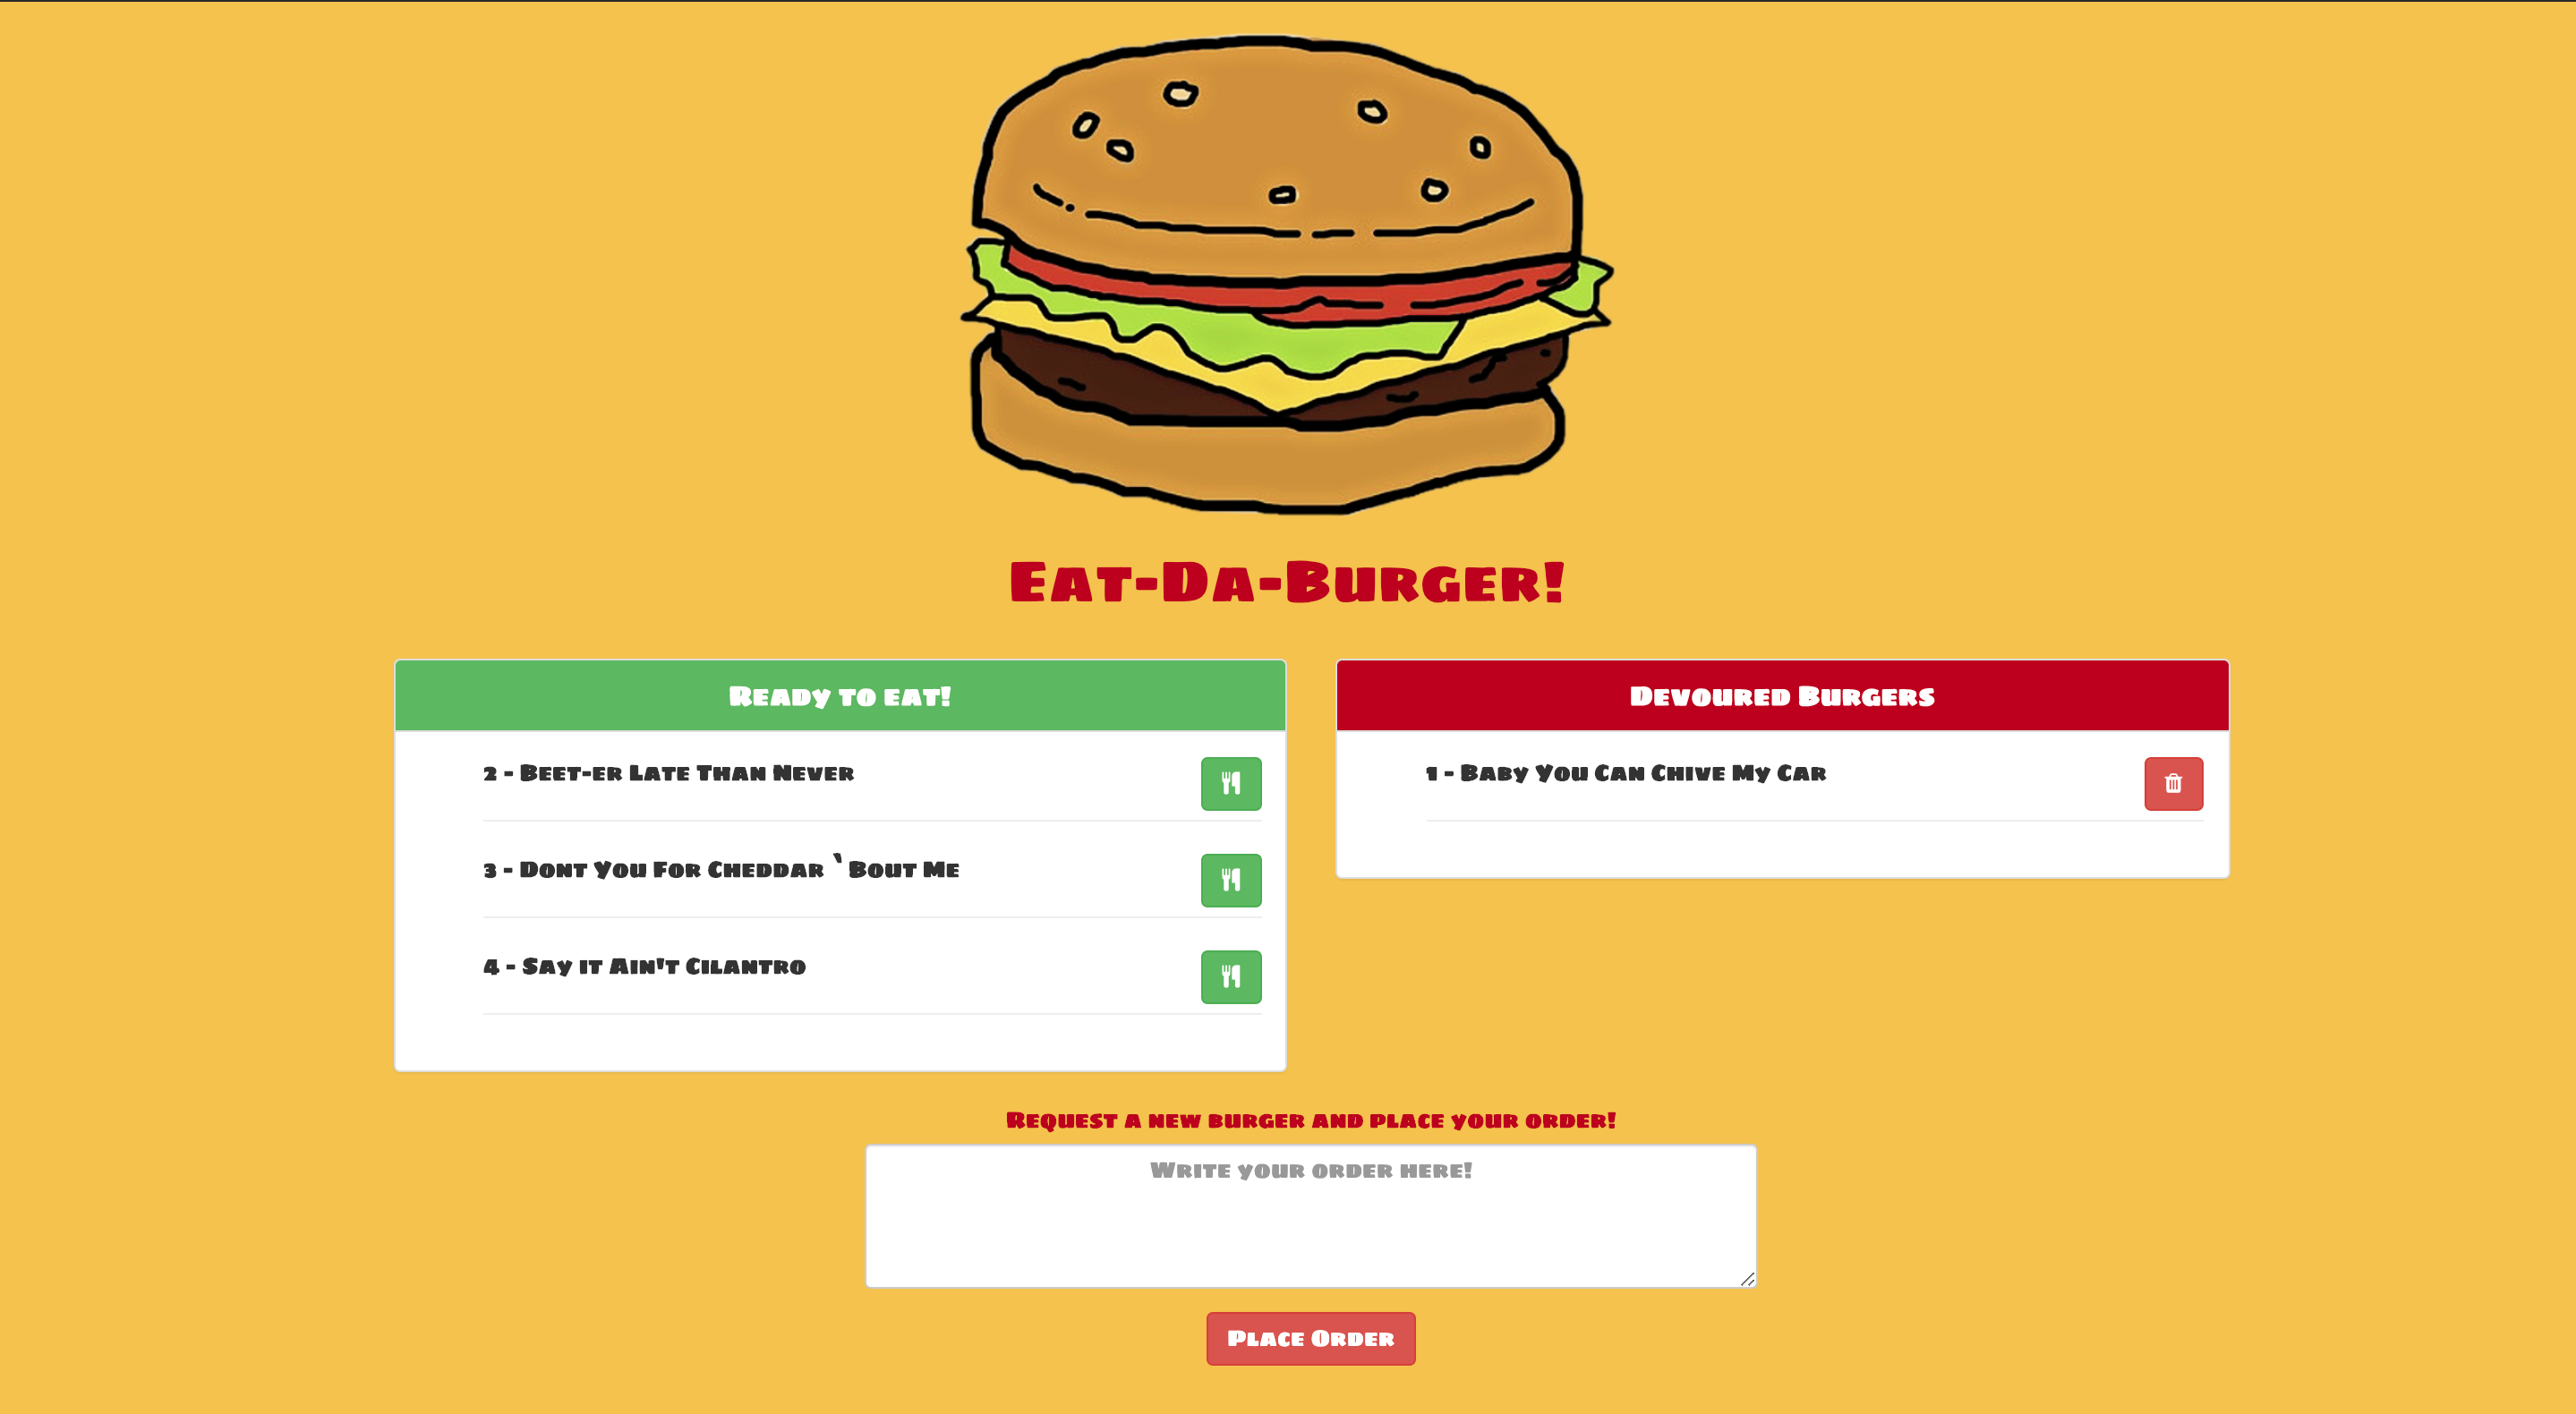 Eat-Da-Burger!
Ready to eat!
2 - Beet-er Late Than Never
3 - Dont You For Cheddar `Bout Me
4 - Say it Ain't Cilantro
Devoured Burgers
1 - Baby You Can Chive My Car
Request a new burger and place your order!
Write your order here!
Place Order